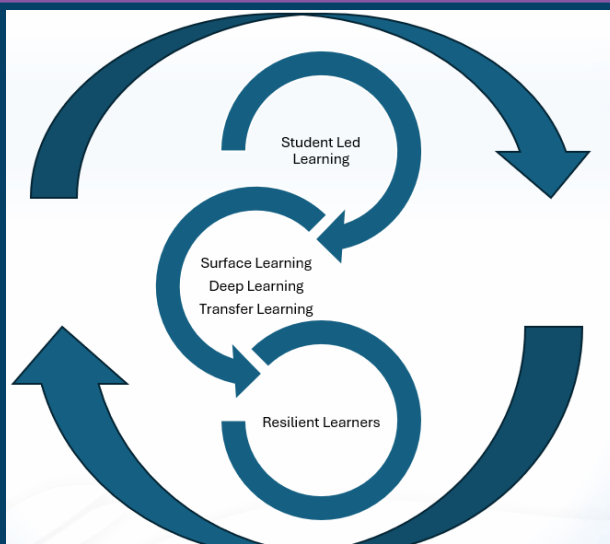 Student Led
Learning
Surface Learning
Deep Learning
Transfer Learning
Resilient Learners